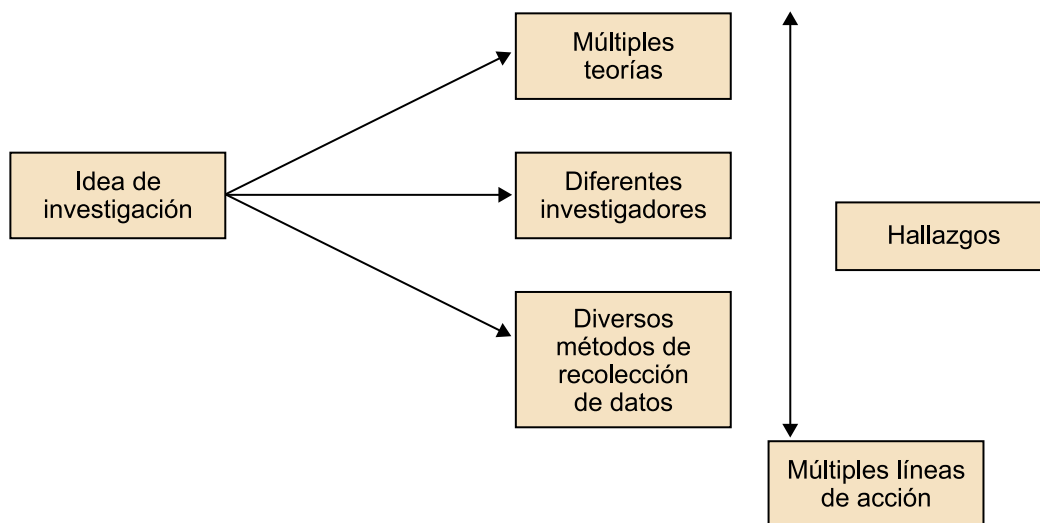 Múltiples
teorías
Idea de
investigación
Diferentes
investigadores
Hallazgos
Diversos
métodos de
recolección
de datos
Múltiples líneas
de acción